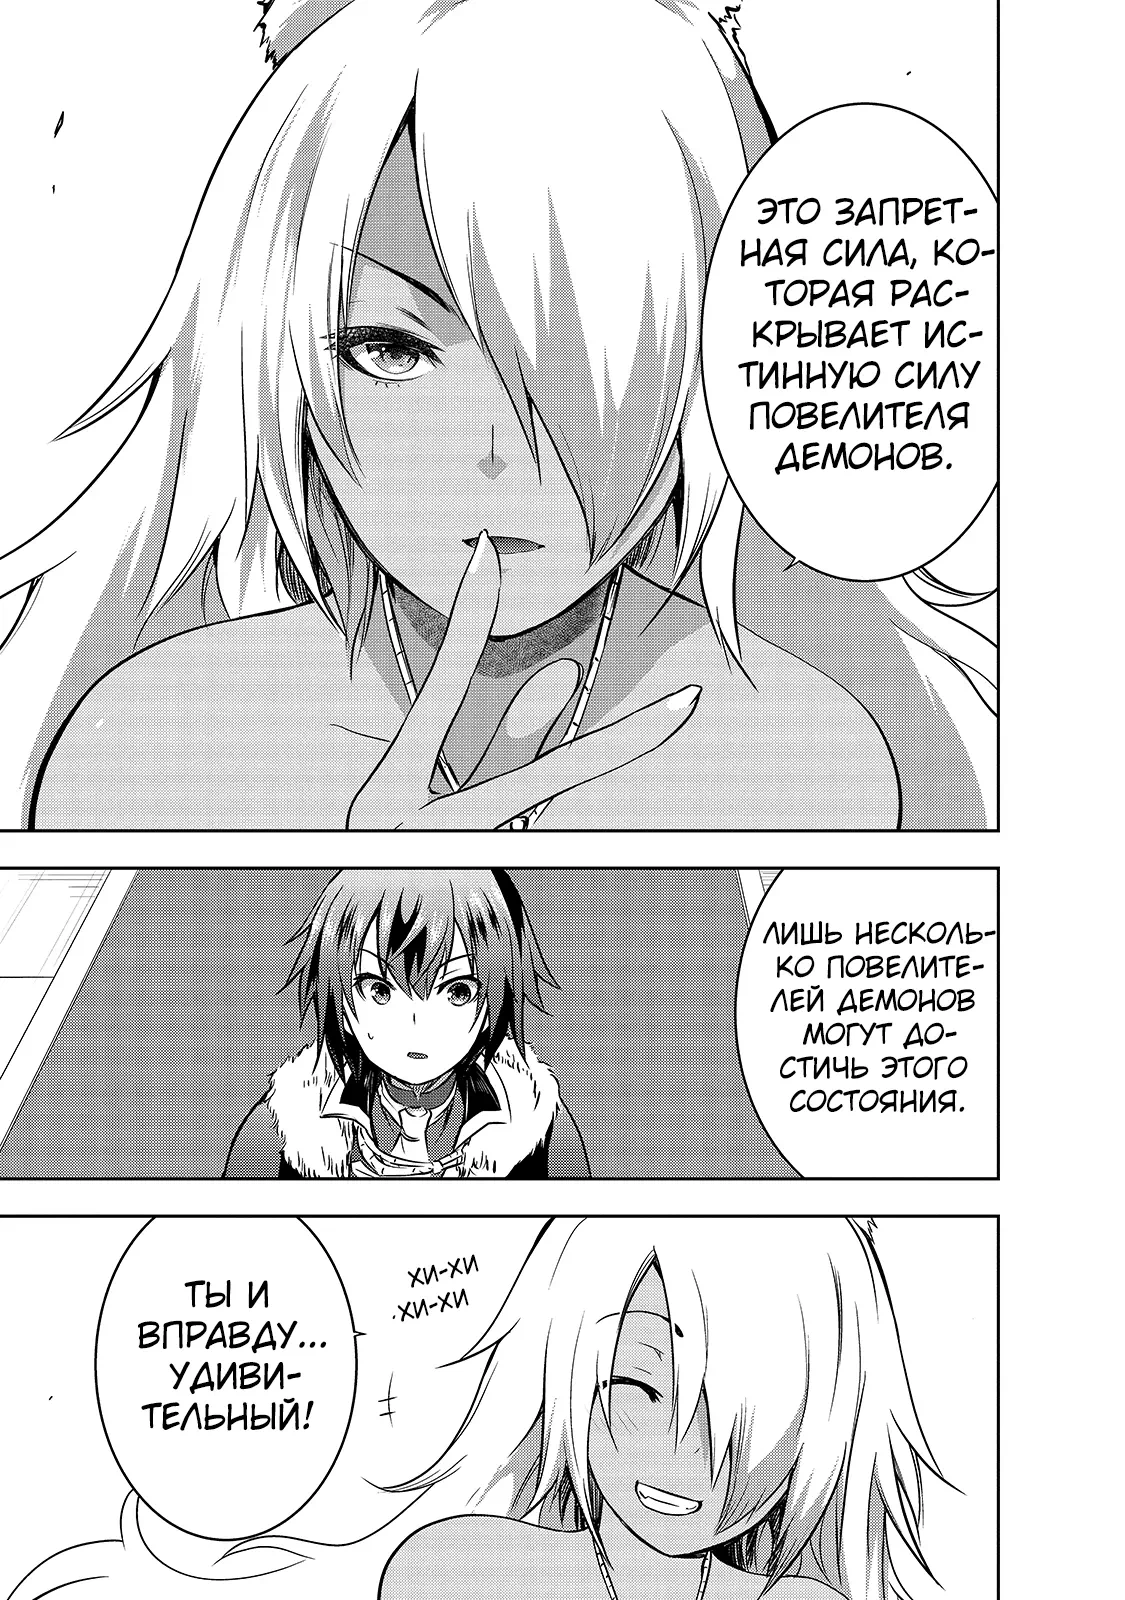 ЭТО ЗАПРЕТ-
НАЯ СИЛА, КО-
ТОРАЯ РАС-
КРЫВАЕТ ИС-
ТИННУЮ СИЛУ
ПОВЕЛИТЕЛЯ
ДЕМОНОВ.
ЛИШЬ НЕСКОЛЬ-
КО ПОВЕЛИТЕ-
ЛЕЙ ДЕМОНОВ
МОГУТ ДО-
СТИЧЬ ЭТОГО
СОСТОЯНИЯ.
ХИ-ХИ
ХИ-ХИ
ТЫ И
ВПРАВДУ...
УДИВИ-
ТЕЛЬНЫЙ!